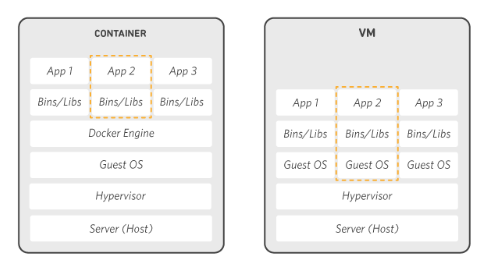 CONTAINER
App 1 App 2 App 3
Bins/Libs Bins/Libs Bins/Libs
Docker Engine
Guest OS
Hypervisor
Server (Host)
VM
App 1 App 2 App 3
Bins/Libs Bins/Libs Bins/Libs
Guest OS Guest OS Guest OS
Hypervisor
Server (Host)